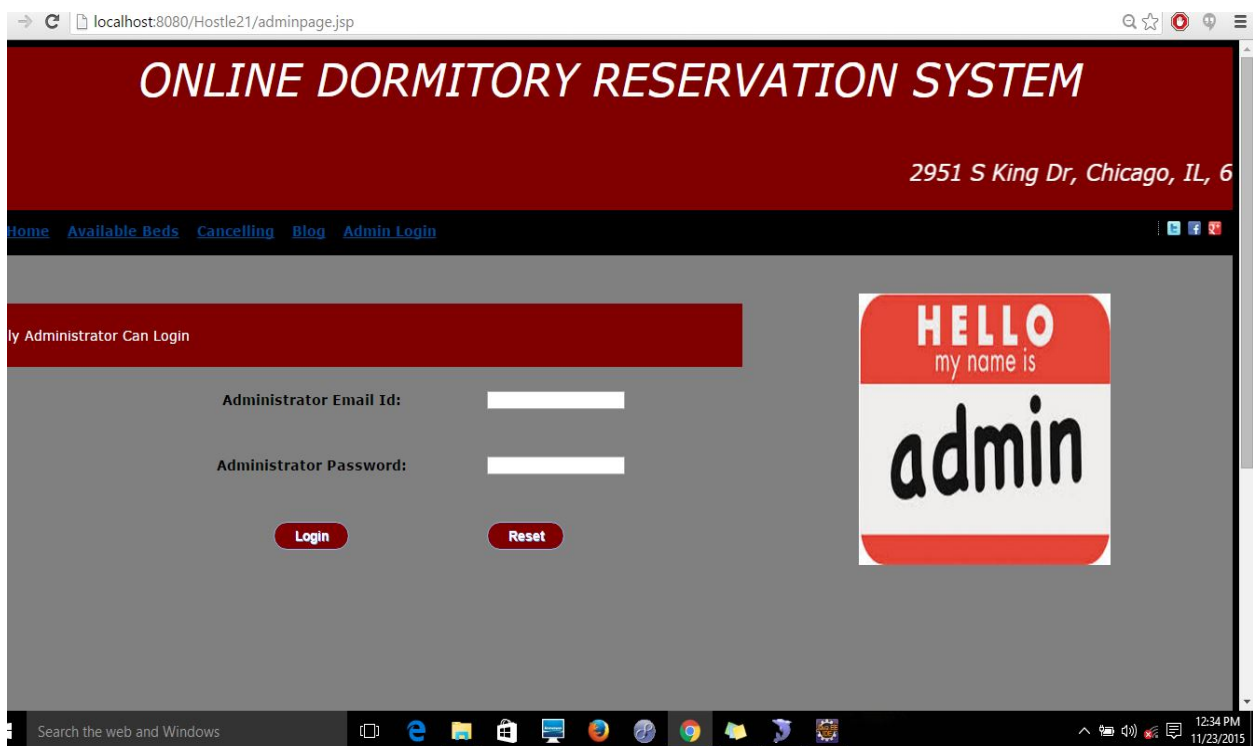 localhost:8080/Hostle21/adminpage.jsp
ONLINE DORMITORY RESERVATION SYSTEM
2951 S King Dr, Chicago, IL, 6
Home Available Beds Cancelling Blog Admin Login
ly Administrator Can Login
HELLO
my name is
admin
Administrator Email Id:
Administrator Password:
Login Reset
Search the web and Windows
12:34 PM
11/23/2015